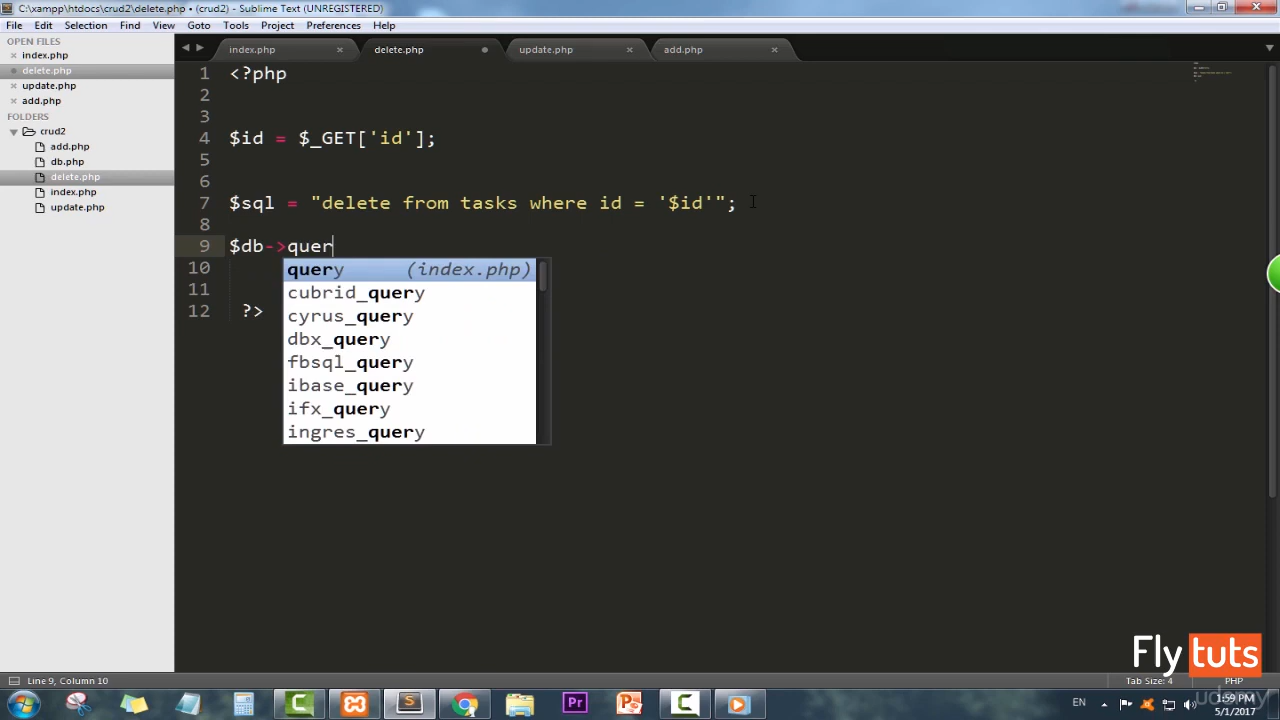 C:\xampp\htdocs\crud2\delete.php • (crud2) - Sublime Text (UNREGISTERED)
File Edit Selection Find View Goto Tools Project Preferences Help
OPEN FILES
index.php
delete.php
update.php
add.php
FOLDERS
crud2
add.php
db.php
delete.php
index.php
update.php
index.php delete.php update.php add.php
1 <?php
2
3
4 $id = $_GET['id'];
5
6
7 $sql = "delete from tasks where id = '$id'";
8
9 $db->quer
10
11
12 ?>
query (index.php)
cubrid_query
cyrus_query
dbx_query
fbsql_query
ibase_query
ifx_query
ingres_query
Fly tuts
Line 9, Column 10
Tab Size: 4
PHP
EN
1:59 PM
5/1/2017
udemy